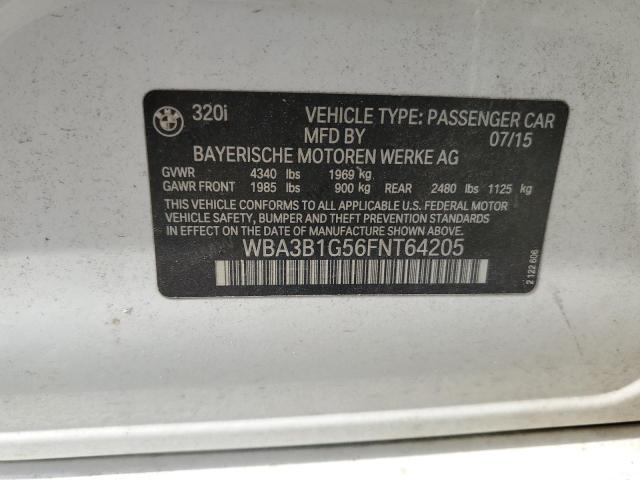 BMW 320i VEHICLE TYPE: PASSENGER CAR
MFD BY 07/15
BAYERISCHE MOTOREN WERKE AG
GVWR 4340 lbs 1969 kg
GAWR FRONT 1985 lbs 900 kg REAR 2480 lbs 1125 kg
THIS VEHICLE CONFORMS TO ALL APPLICABLE U.S. FEDERAL MOTOR
VEHICLE SAFETY, BUMPER, AND THEFT PREVENTION STANDARDS
IN EFFECT ON THE DATE OF MANUFACTURE SHOWN ABOVE.
WBA3B1G56FNT64205
2 122 606